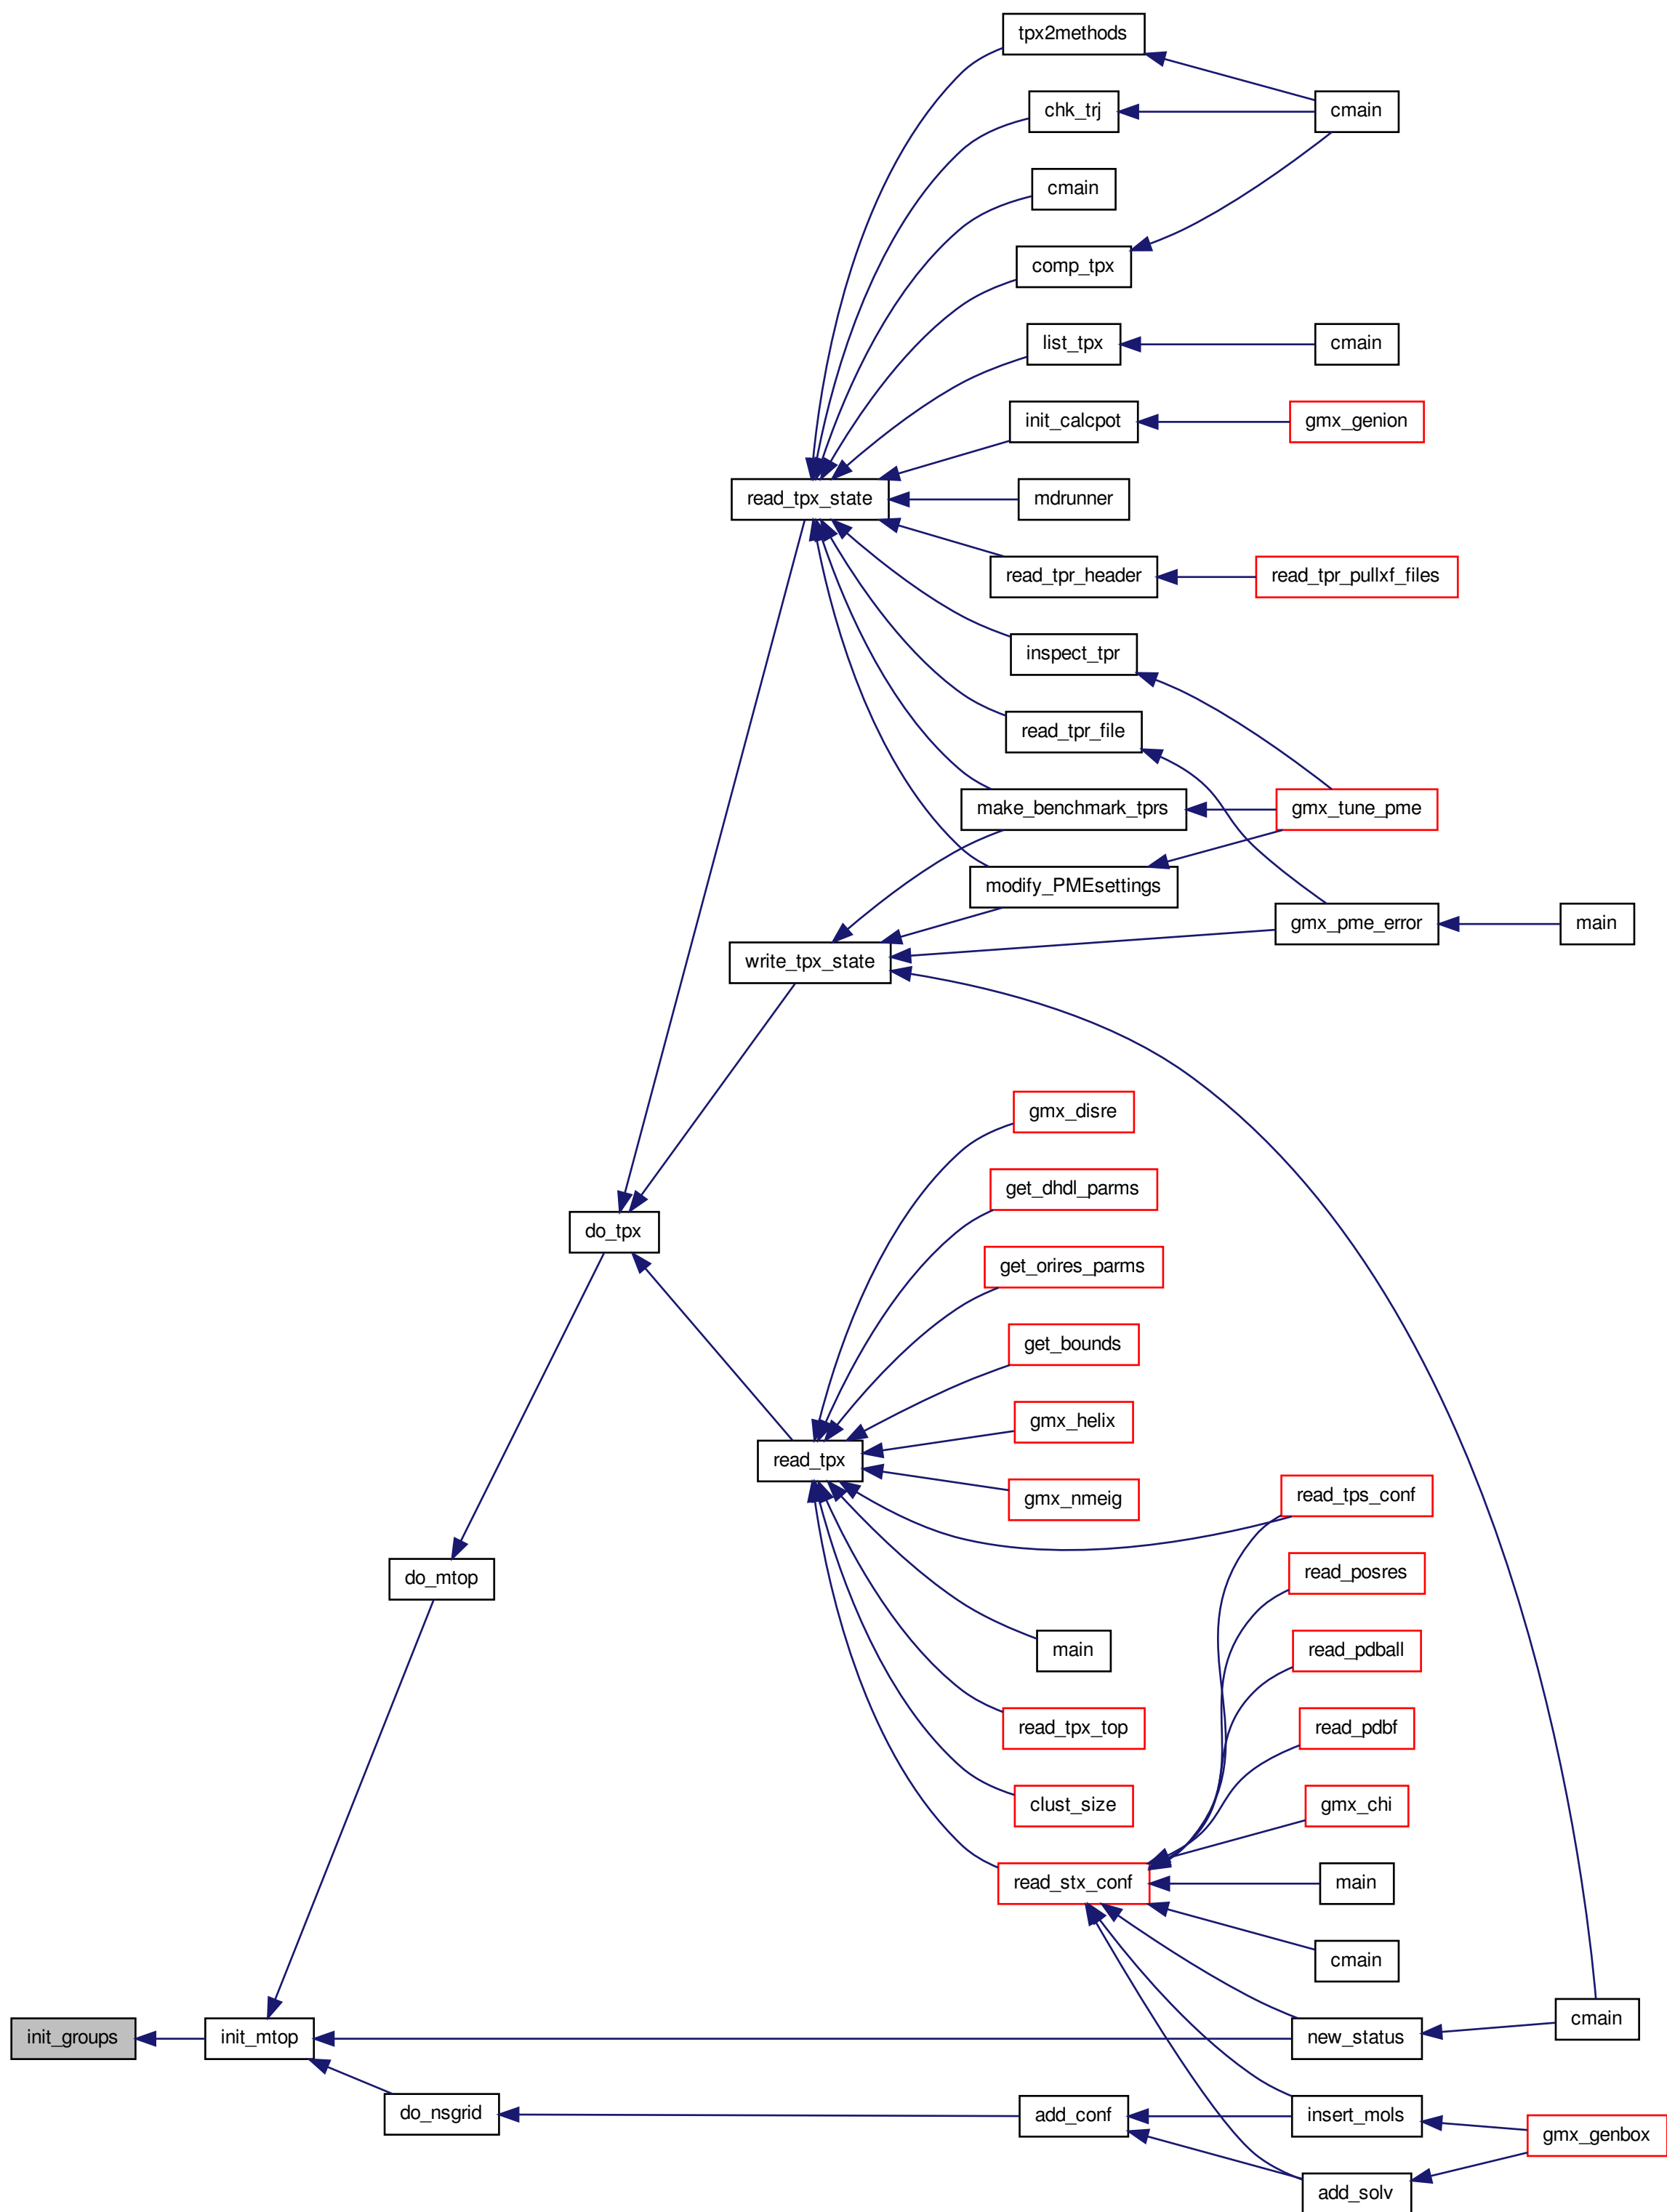 tpx2methods
chk_trj
cmain
cmain
comp_tpx
list_tpx
cmain
init_calcpot
gmx_genion
read_tpx_state
mdrunner
read_tpr_header
read_tpr_pullxf_files
inspect_tpr
read_tpr_file
make_benchmark_tprs
gmx_tune_pme
modify_PMEsettings
gmx_pme_error
main
write_tpx_state
gmx_disre
get_dhdl_parms
do_tpx
get_orires_parms
get_bounds
gmx_helix
read_tpx
gmx_nmeig
read_tps_conf
do_mtop
read_posres
main
read_pdball
read_tpx_top
read_pdbf
clust_size
gmx_chi
read_stx_conf
main
cmain
cmain
init_groups
init_mtop
new_status
do_nsgrid
add_conf
insert_mols
gmx_genbox
add_solv